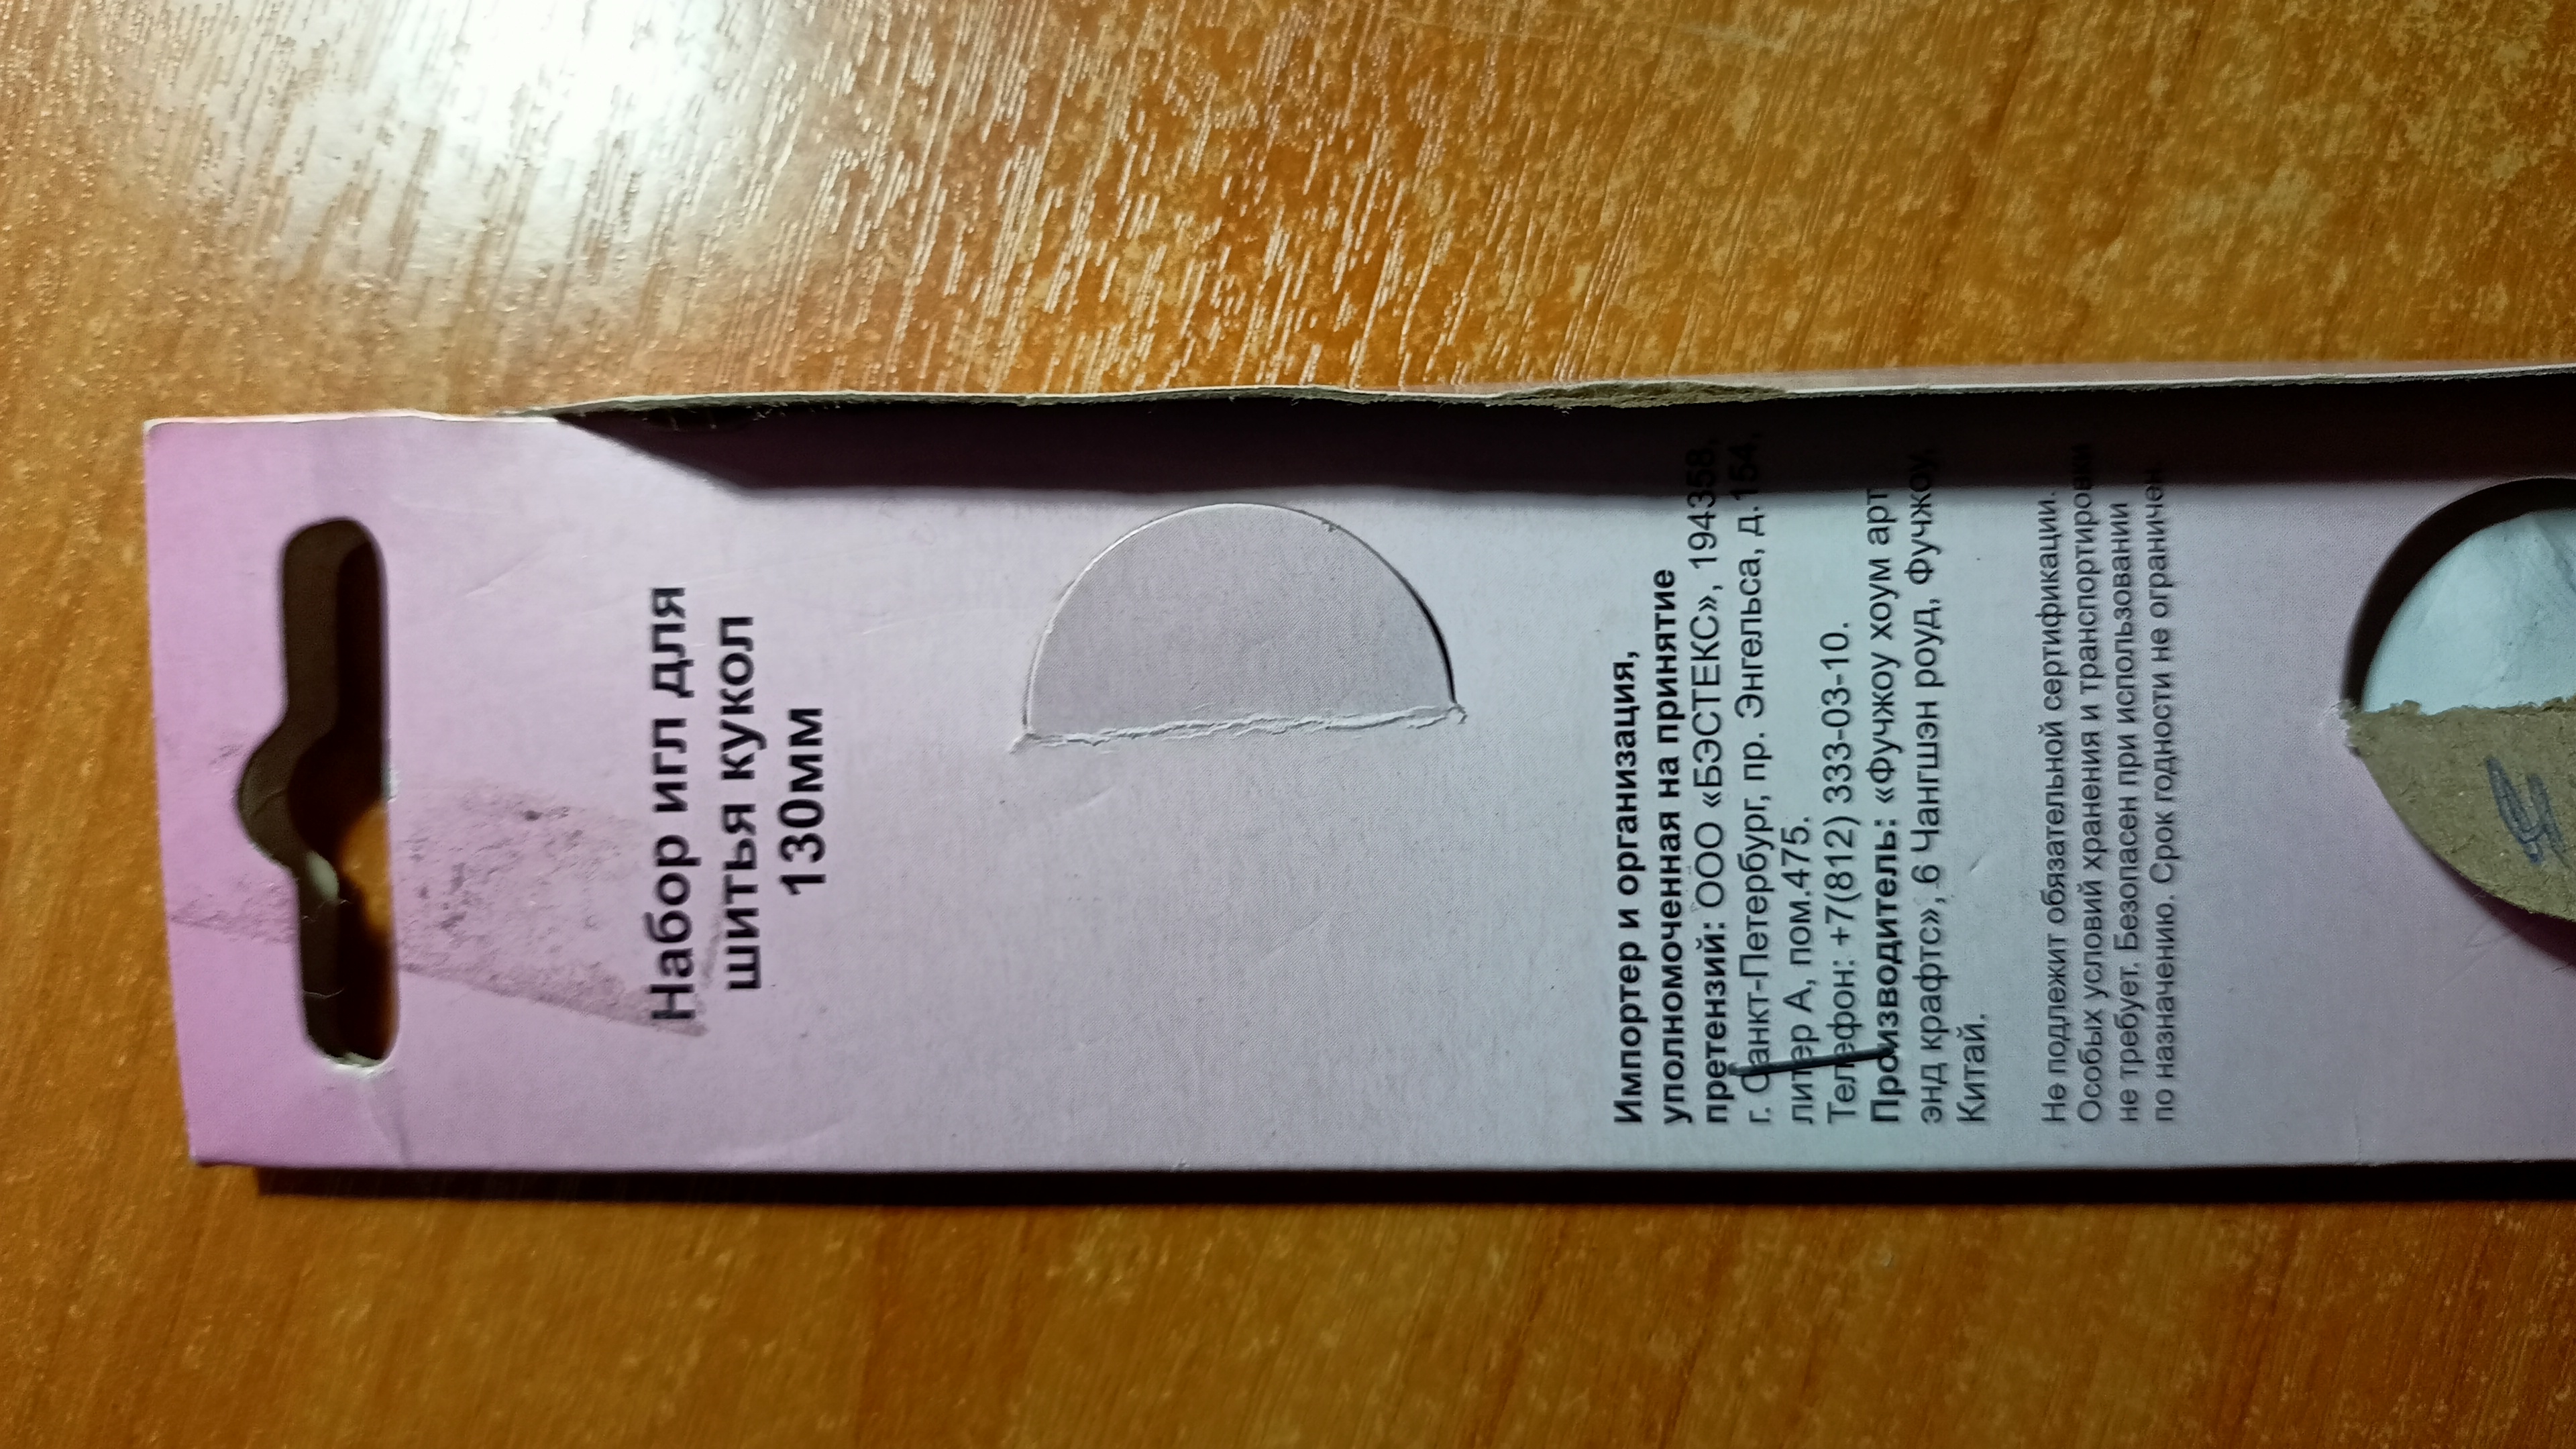 Набор игл для
шитья кукол
130мм
Импортер и организация,
уполномоченная на принятие
претензий: ООО «БЭСТЕКС», 194358,
г. Санкт-Петербург, пр. Энгельса, д. 154,
литер А, пом.475.
Телефон: +7(812) 333-03-10.
Производитель: «Фучжоу хоум арт
энд крафтс», 6 Чангшэн роуд, Фучжоу,
Китай.
Не подлежит обязательной сертификации.
Особых условий хранения и транспортировки
не требует. Безопасен при использовании
по назначению. Срок годности не ограничен.